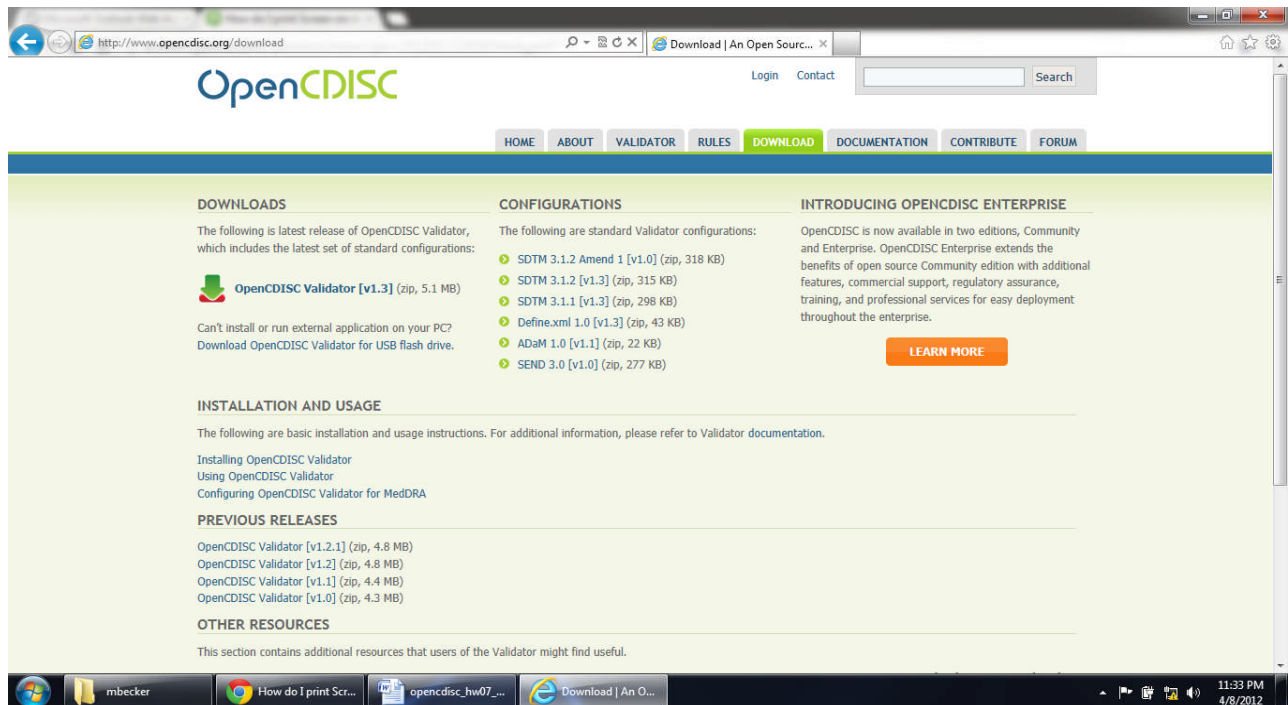 http://www.opencdisc.org/download
Download | An Open Sourc...
OpenCDISC
Login Contact
Search
HOME ABOUT VALIDATOR RULES DOWNLOAD DOCUMENTATION CONTRIBUTE FORUM
DOWNLOADS
The following is latest release of OpenCDISC Validator,
which includes the latest set of standard configurations:
OpenCDISC Validator [v1.3] (zip, 5.1 MB)
Can't install or run external application on your PC?
Download OpenCDISC Validator for USB flash drive.
CONFIGURATIONS
The following are standard Validator configurations:
SDTM 3.1.2 Amend 1 [v1.0] (zip, 318 KB)
SDTM 3.1.2 [v1.3] (zip, 315 KB)
SDTM 3.1.1 [v1.3] (zip, 298 KB)
Define.xml 1.0 [v1.3] (zip, 43 KB)
ADaM 1.0 [v1.1] (zip, 22 KB)
SEND 3.0 [v1.0] (zip, 277 KB)
INTRODUCING OPENCDISC ENTERPRISE
OpenCDISC is now available in two editions, Community
and Enterprise. OpenCDISC Enterprise extends the
benefits of open source Community edition with additional
features, commercial support, regulatory assurance,
training, and professional services for easy deployment
throughout the enterprise.
LEARN MORE
INSTALLATION AND USAGE
The following are basic installation and usage instructions. For additional information, please refer to Validator documentation.
Installing OpenCDISC Validator
Using OpenCDISC Validator
Configuring OpenCDISC Validator for MedDRA
PREVIOUS RELEASES
OpenCDISC Validator [v1.2.1] (zip, 4.8 MB)
OpenCDISC Validator [v1.2] (zip, 4.8 MB)
OpenCDISC Validator [v1.1] (zip, 4.4 MB)
OpenCDISC Validator [v1.0] (zip, 4.3 MB)
OTHER RESOURCES
This section contains additional resources that users of the Validator might find useful.
mbecker
How do I print Scr...
opencdisc_hw07_...
Download | An O...
11:33 PM
4/8/2012